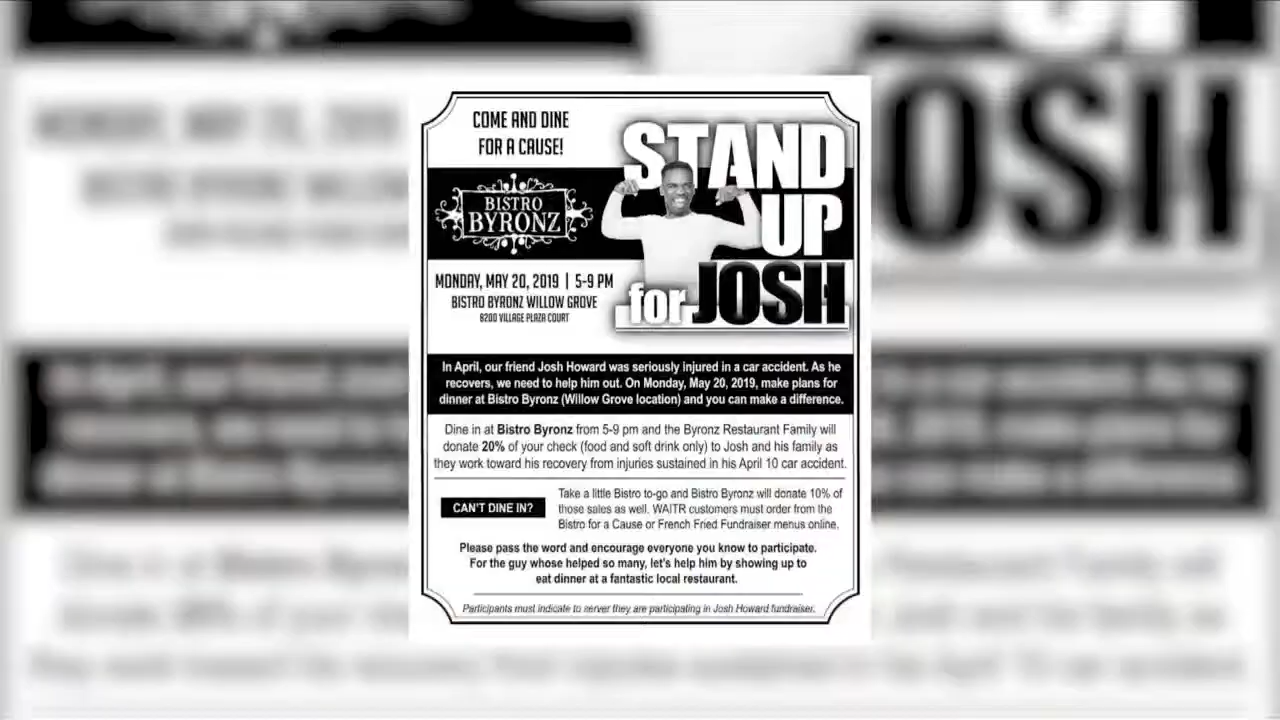 COME AND DINE
FOR A CAUSE!
STAND
UP
for JOSH
BISTRO
BYRONZ
MONDAY, MAY 20, 2019 | 5-9 PM
BISTRO BYRONZ WILLOW GROVE
8200 VILLAGE PLAZA COURT
In April, our friend Josh Howard was seriously injured in a car accident. As he
recovers, we need to help him out. On Monday, May 20, 2019, make plans for
dinner at Bistro Byronz (Willow Grove location) and you can make a difference.
Dine in at Bistro Byronz from 5-9 pm and the Byronz Restaurant Family will
donate 20% of your check (food and soft drink only) to Josh and his family as
they work toward his recovery from injuries sustained in his April 10 car accident.
CAN'T DINE IN?
Take a little Bistro to-go and Bistro Byronz will donate 10% of
those sales as well. WAITR customers must order from the
Bistro for a Cause or French Fried Fundraiser menus online.
Please pass the word and encourage everyone you know to participate.
For the guy whose helped so many, let's help him by showing up to
eat dinner at a fantastic local restaurant.
Participants must indicate to server they are participating in Josh Howard fundraiser.